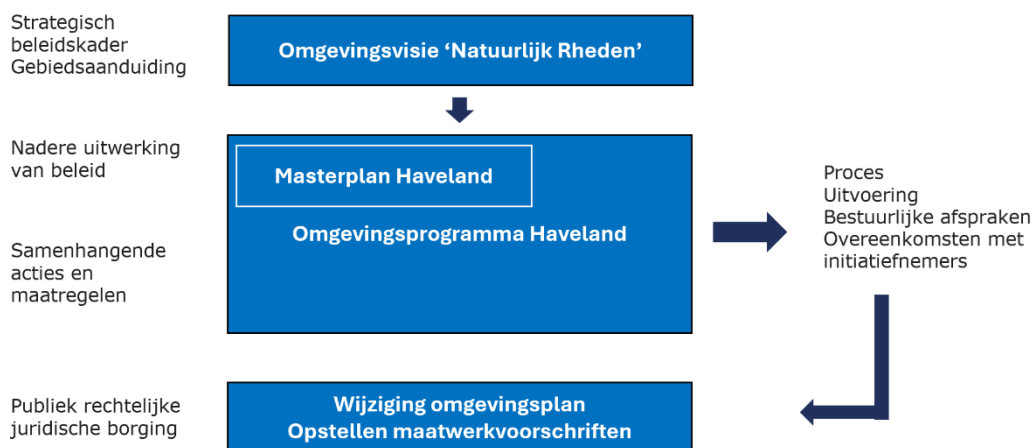 Strategisch
beleidskader
Gebiedsaanduiding
Omgevingsvisie ‘Natuurlijk Rheden’
Nadere uitwerking
van beleid
Masterplan Haveland
Omgevingsprogramma Haveland
Samenhangende
acties en
maatregelen
Proces
Uitvoering
Bestuurlijke afspraken
Overeenkomsten met
initiatiefnemers
Publiek rechtelijke
juridische borging
Wijziging omgevingsplan
Opstellen maatwerkvoorschriften